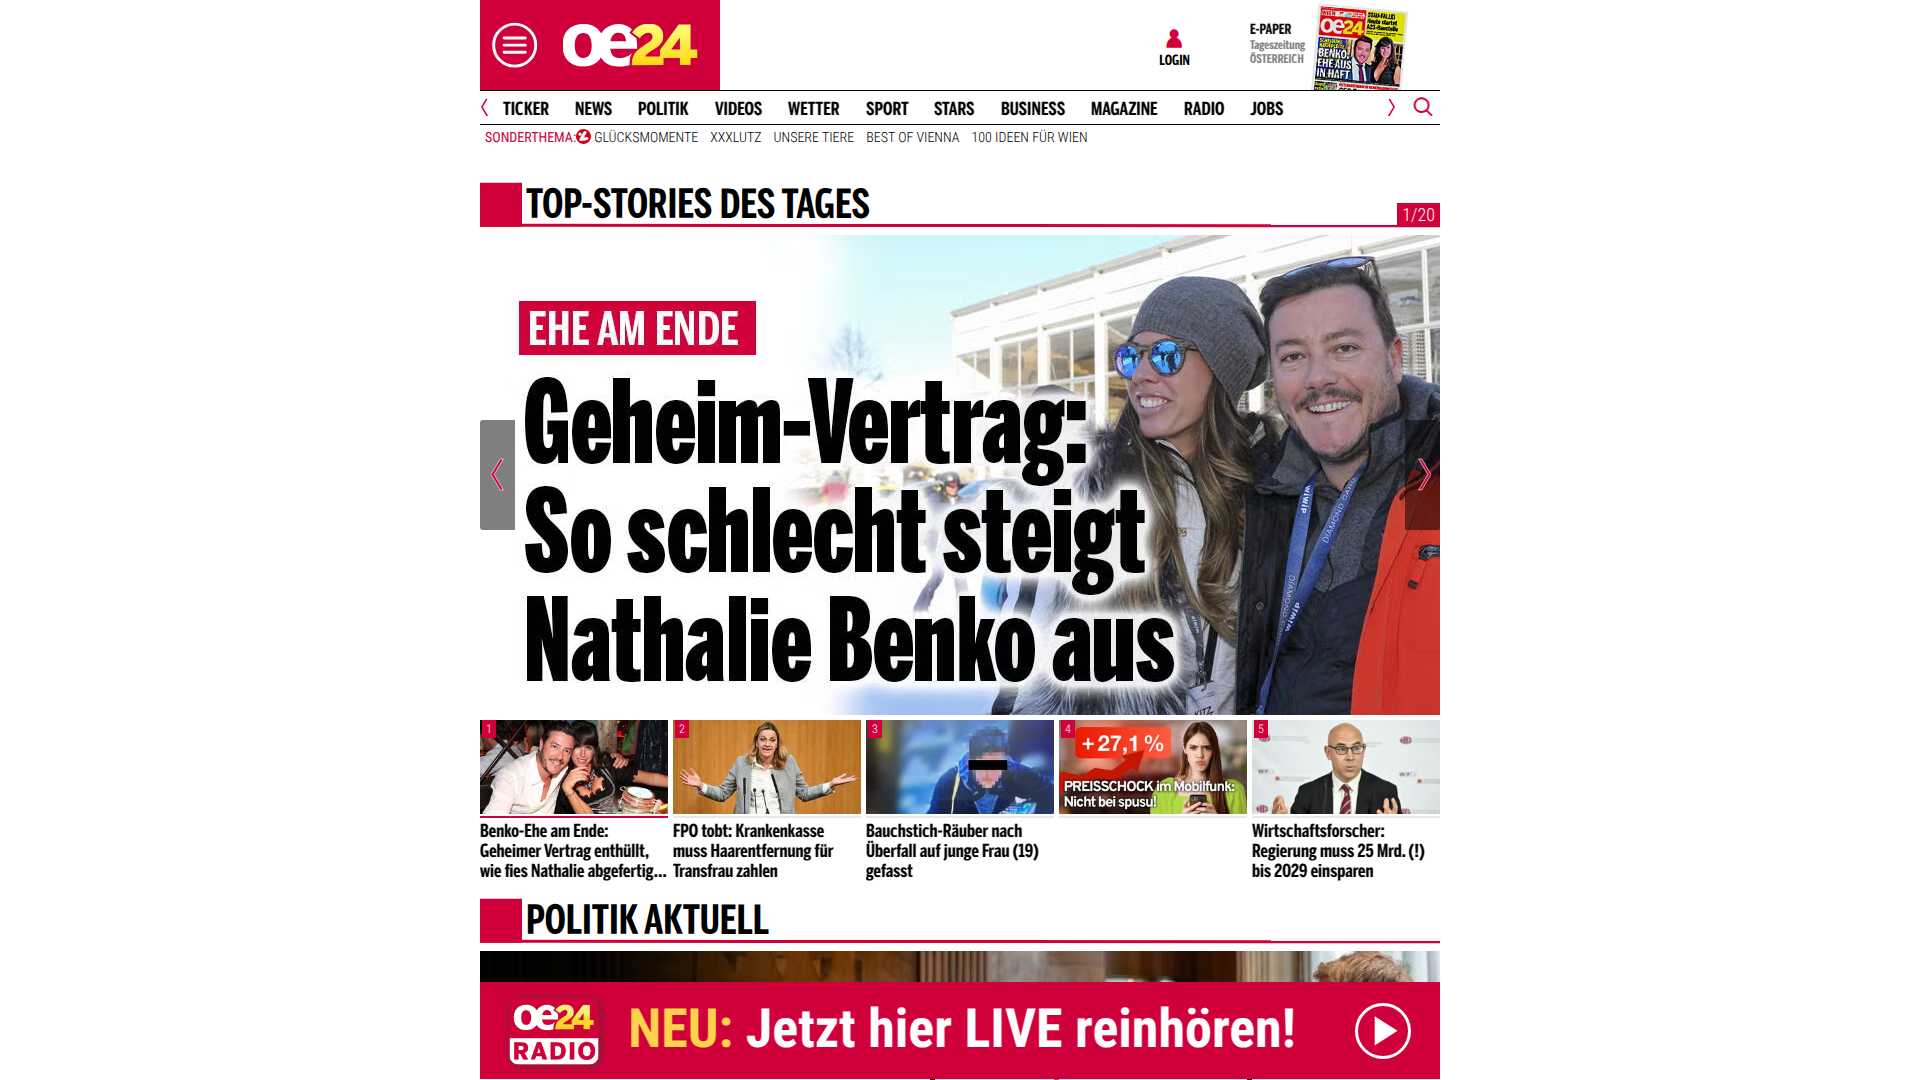 oe24
LOGIN
E-PAPER
Tageszeitung
ÖSTERREICH
oe24
BENKO:
EHE AUS
IN HAFT
TICKER NEWS POLITIK VIDEOS WETTER SPORT STARS BUSINESS MAGAZINE RADIO JOBS
SONDERTHEMA: GLÜCKSMOMENTE XXXLUTZ UNSERE TIERE BEST OF VIENNA 100 IDEEN FÜR WIEN
TOP-STORIES DES TAGES
1/20
EHE AM ENDE
Geheim-Vertrag:
So schlecht steigt
Nathalie Benko aus
DIAMOND
1
2
3
4
5
+27,1 %
PREISSCHOCK im Mobilfunk:
Nicht bei spusu!
Benko-Ehe am Ende:
Geheimer Vertrag enthüllt,
wie fies Nathalie abgefertig...
FPÖ tobt: Krankenkasse
muss Haarentfernung für
Transfrau zahlen
Bauchstich-Räuber nach
Überfall auf junge Frau (19)
gefasst
Wirtschaftsforscher:
Regierung muss 25 Mrd. (!)
bis 2029 einsparen
POLITIK AKTUELL
oe24
RADIO
NEU: Jetzt hier LIVE reinhören!